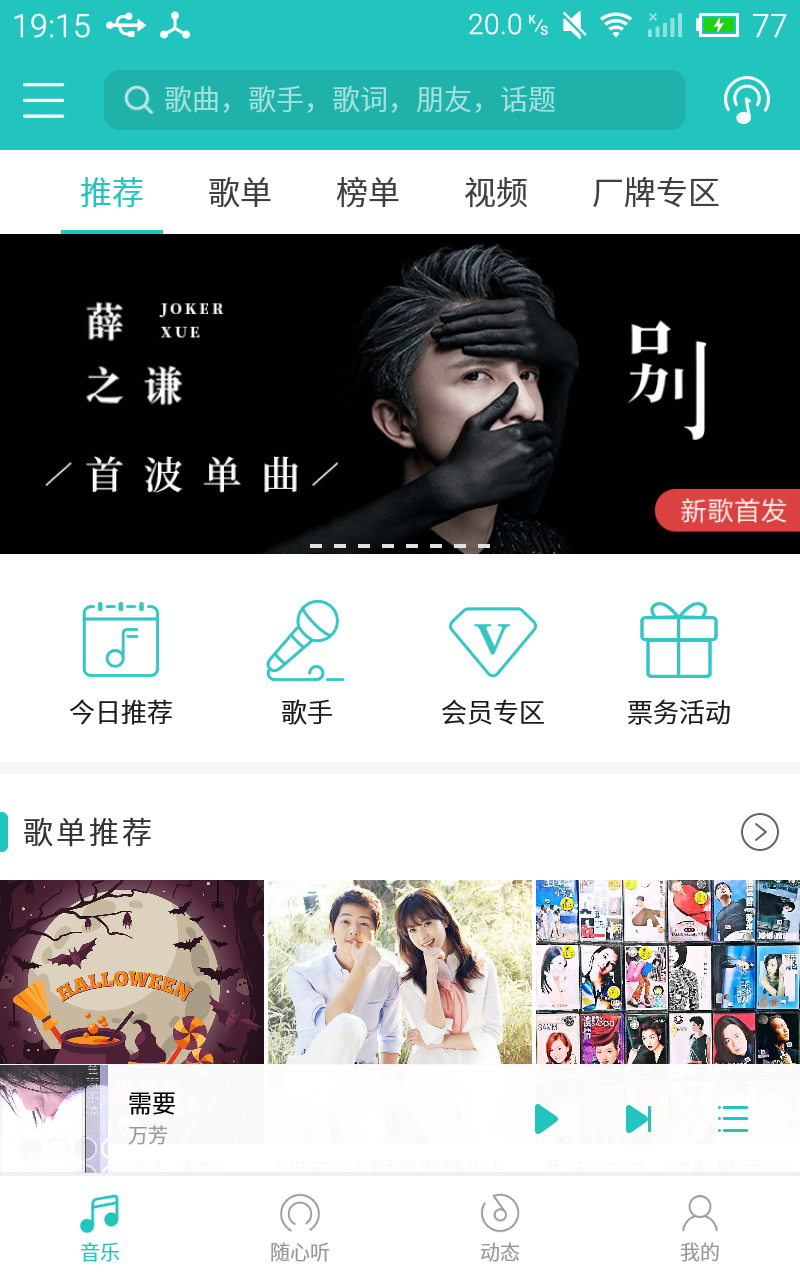 19:15
20.0 K/s
77
歌曲，歌手，歌词，朋友，话题
推荐 歌单 榜单 视频 厂牌专区
薛之谦
JOKER
XUE
/首波单曲/
别
新歌首发
今日推荐 歌手 会员专区 票务活动
V
歌单推荐
HALLOWEEN
需要
万芳
音乐 随心听 动态 我的